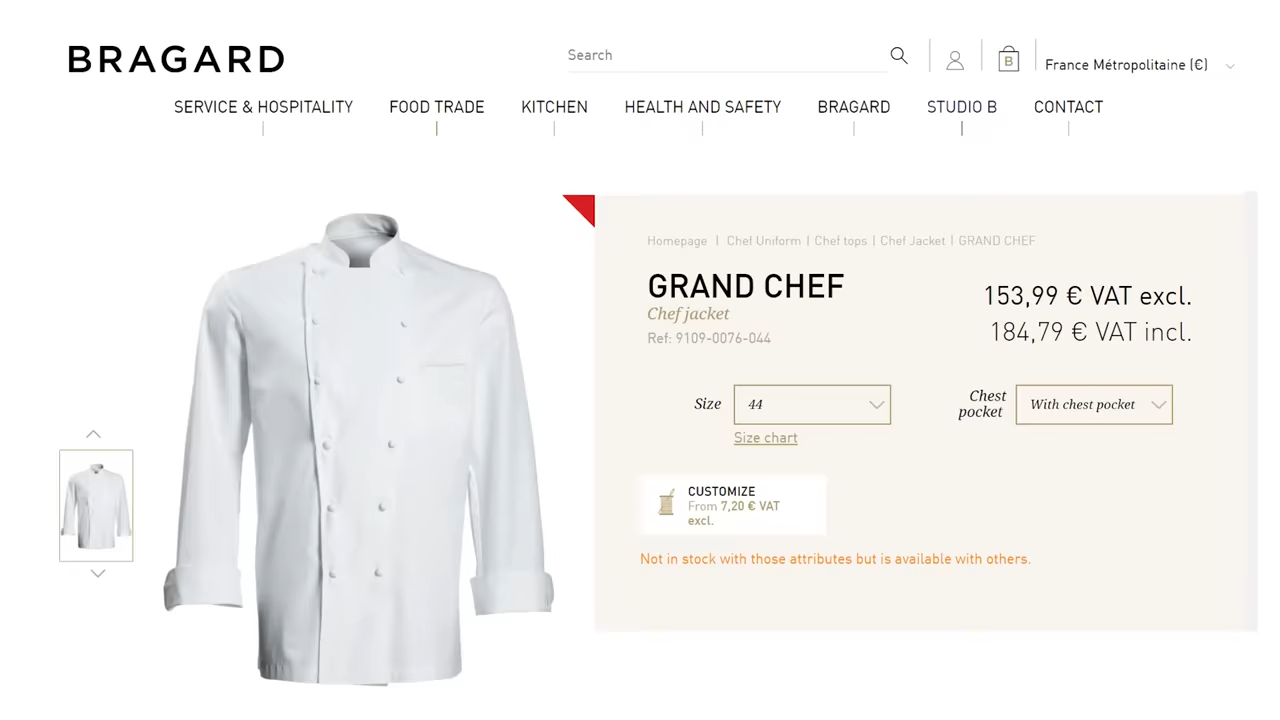 BRAGARD
Search
B
France Métropolitaine (€)
SERVICE & HOSPITALITY FOOD TRADE KITCHEN HEALTH AND SAFETY BRAGARD STUDIO B CONTACT
Homepage | Chef Uniform | Chef tops | Chef Jacket | GRAND CHEF
GRAND CHEF
Chef jacket
Ref: 9109-0076-044
153,99 € VAT excl.
184,79 € VAT incl.
Size 44
Size chart
Chest
pocket
With chest pocket
CUSTOMIZE
From 7,20 € VAT
excl.
Not in stock with those attributes but is available with others.